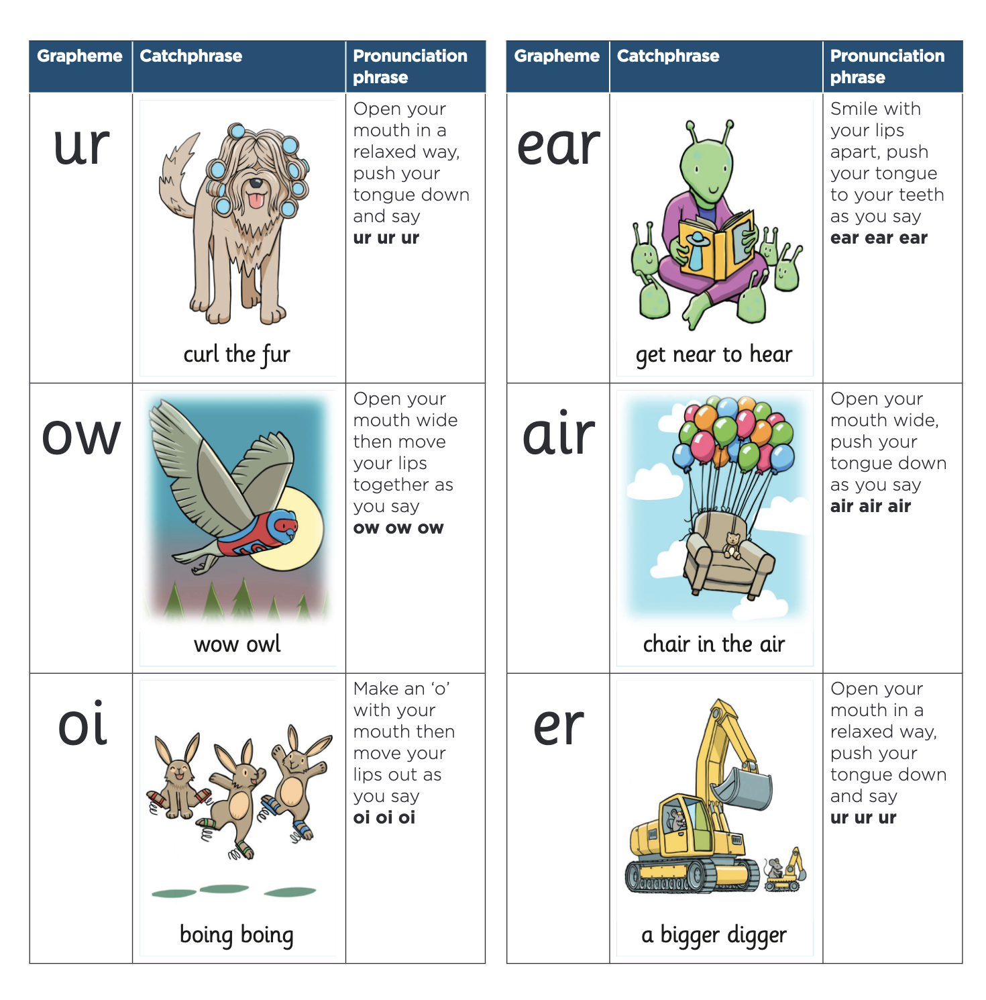 Grapheme Catchphrase Pronunciation
phrase
ur
curl the fur
Open your
mouth in a
relaxed way,
push your
tongue down
and say
ur ur ur
ow
wow owl
Open your
mouth wide
then move
your lips
together as
you say
ow ow ow
oi
boing boing
Make an ‘o’
with your
mouth then
move your
lips out as
you say
oi oi oi
Grapheme Catchphrase Pronunciation
phrase
ear
get near to hear
Smile with
your lips
apart, push
your tongue
to your teeth
as you say
ear ear ear
air
chair in the air
Open your
mouth wide,
push your
tongue down
as you say
air air air
er
a bigger digger
Open your
mouth in a
relaxed way,
push your
tongue down
and say
ur ur ur